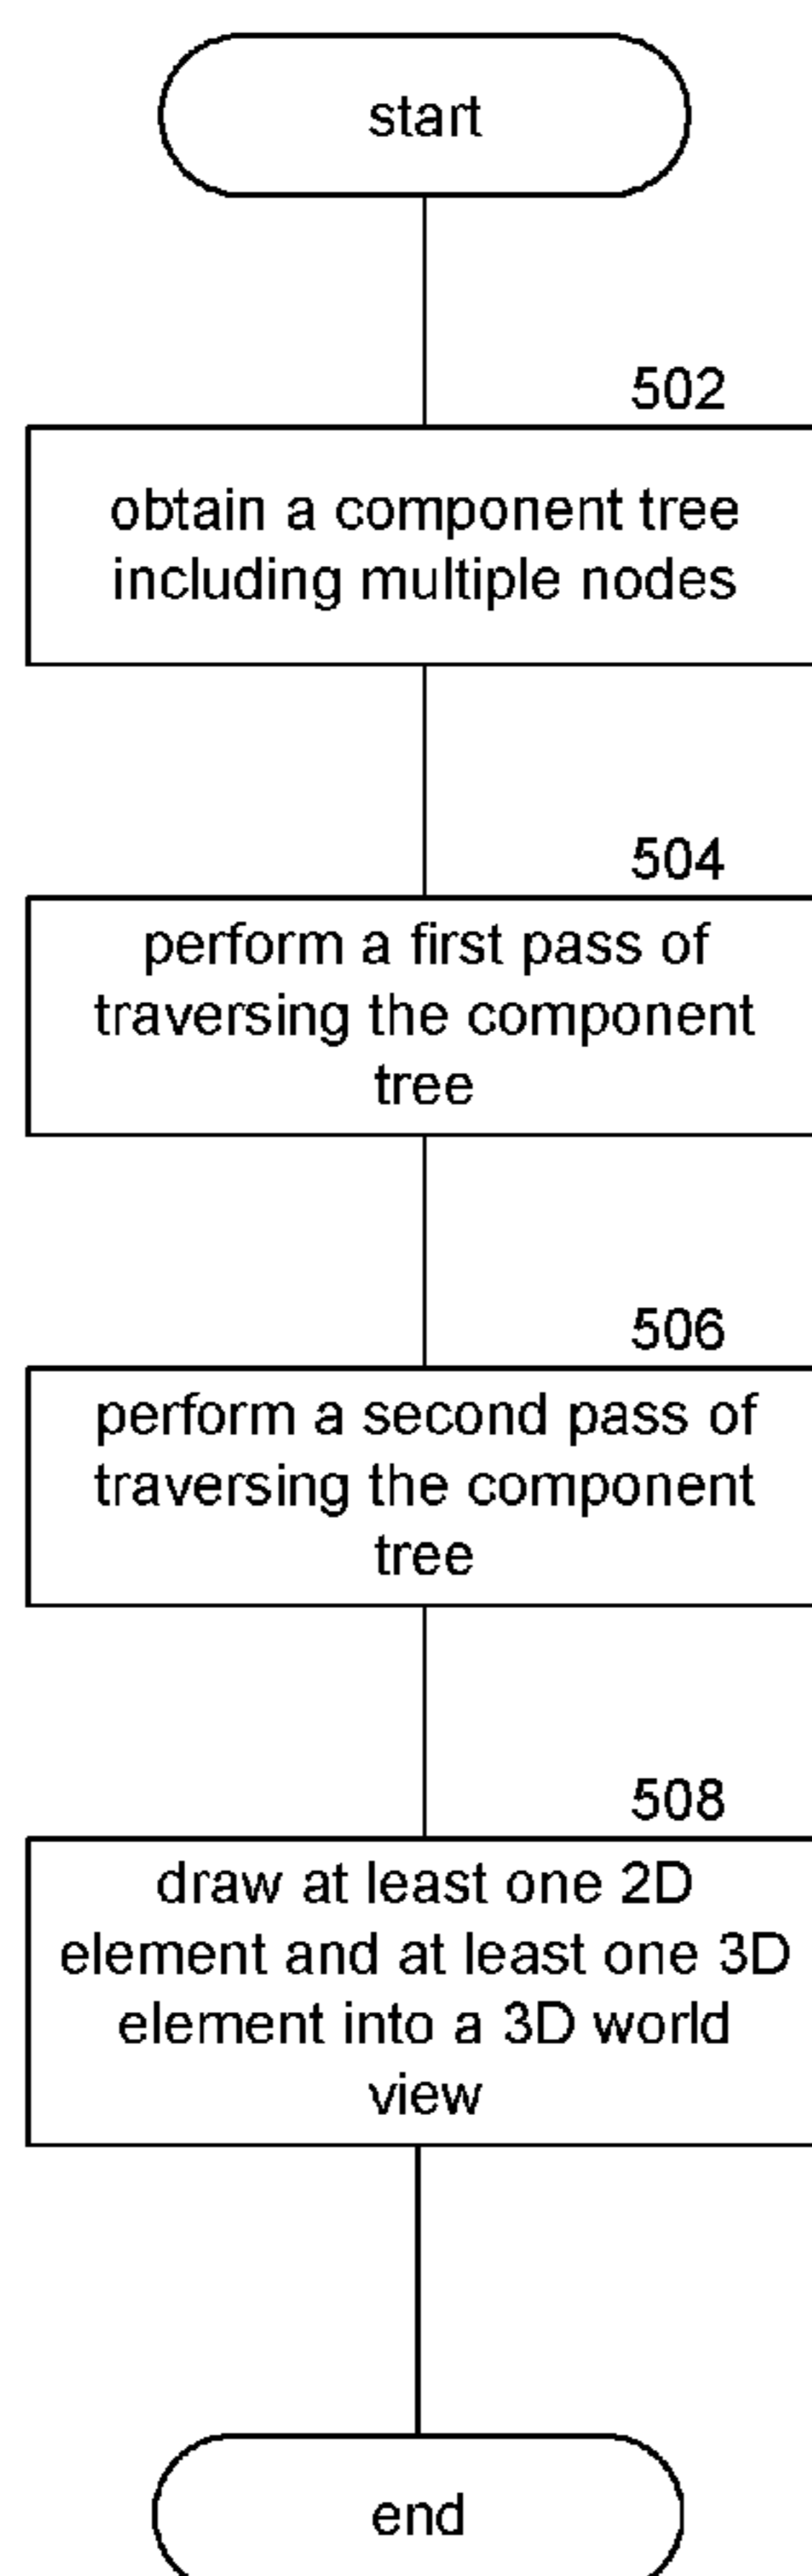 start
502
obtain a component tree
including multiple nodes
504
perform a first pass of
traversing the component
tree
506
perform a second pass of
traversing the component
tree
508
draw at least one 2D
element and at least one 3D
element into a 3D world
view
end